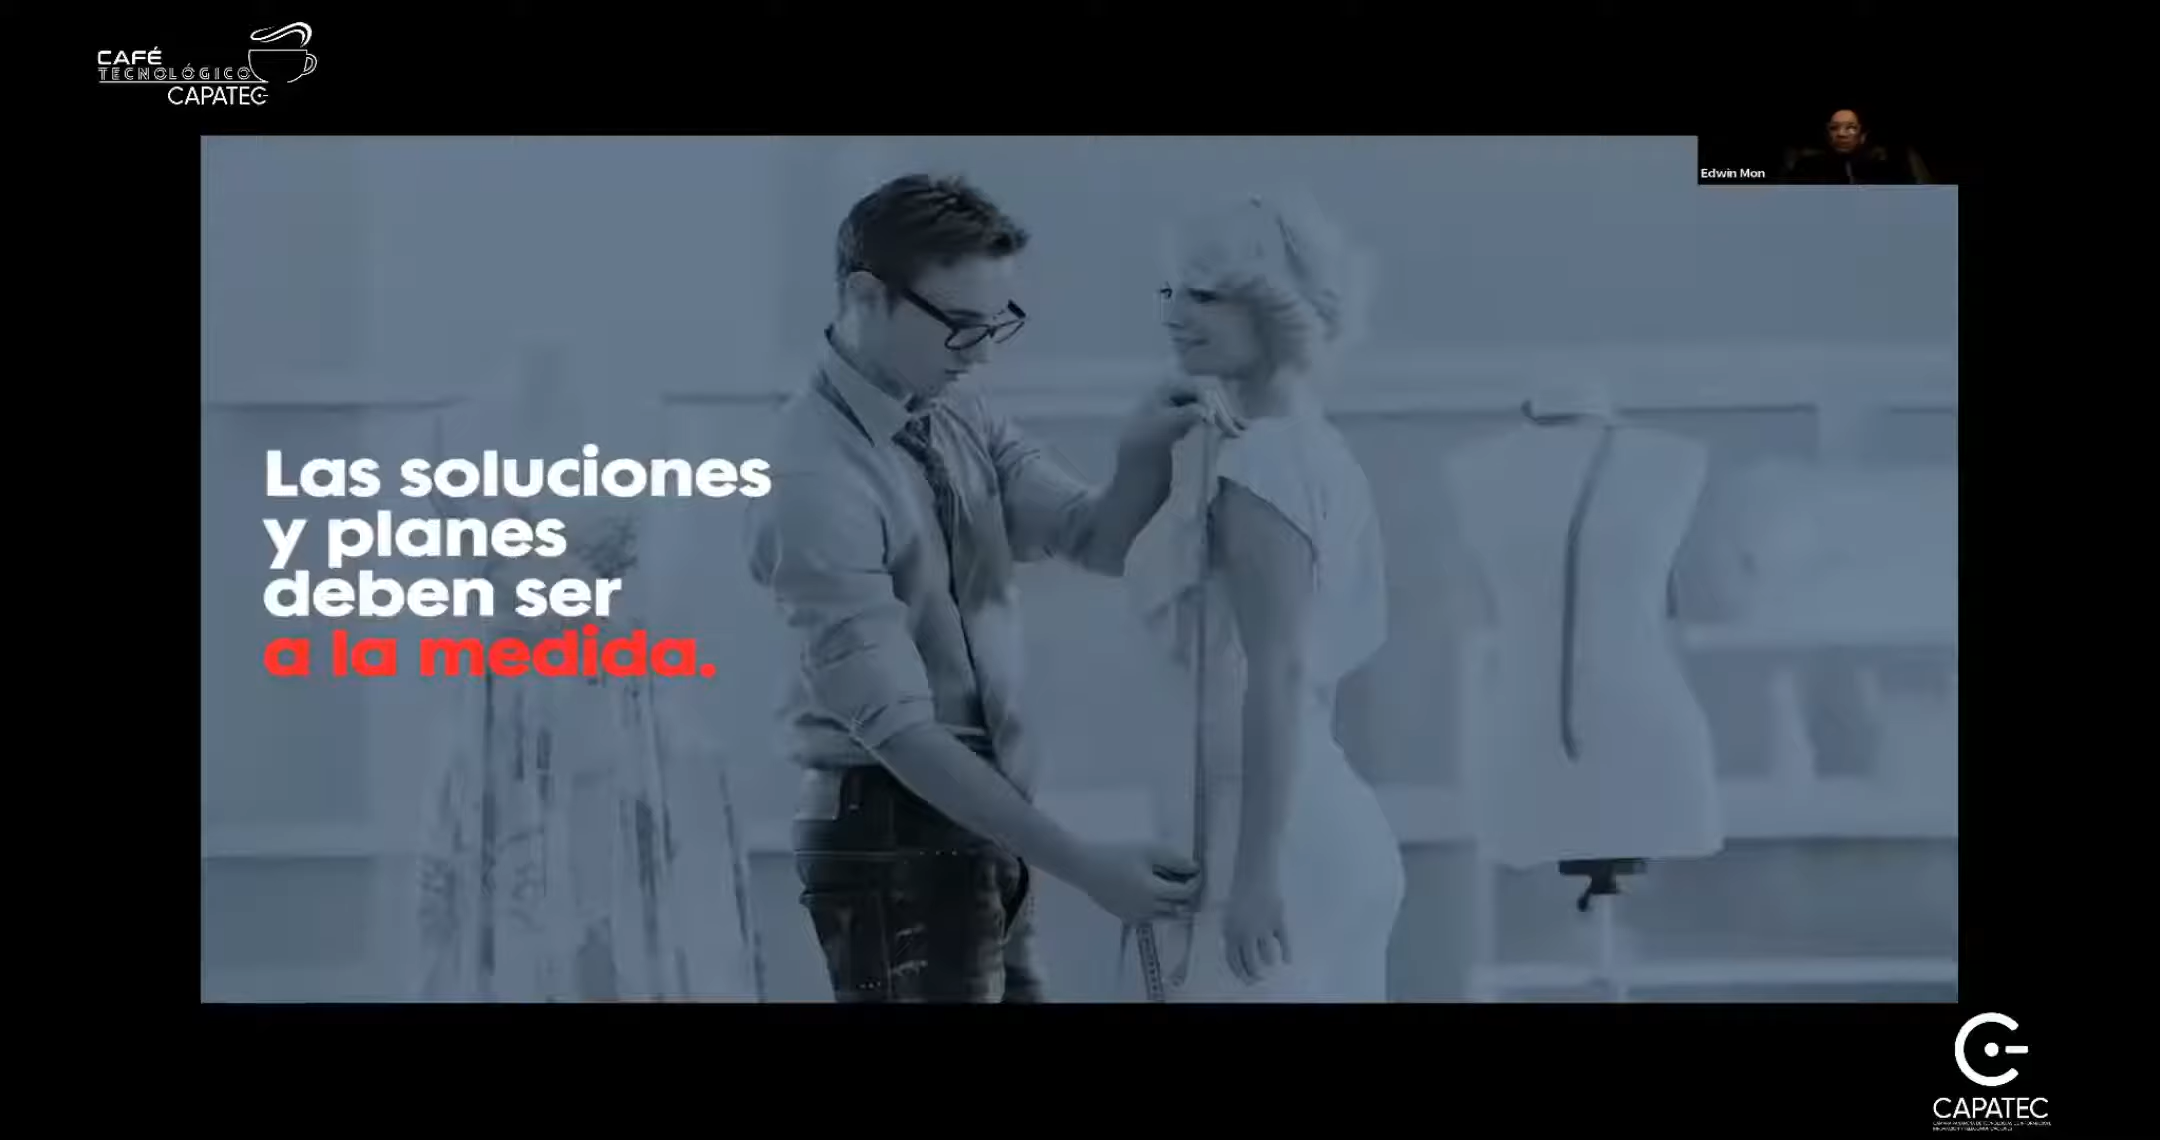 CAFÉ
TECNOLÓGICO
CAPATEC
Edwin Mon
Las soluciones
y planes
deben ser
a la medida.
CAPATEC